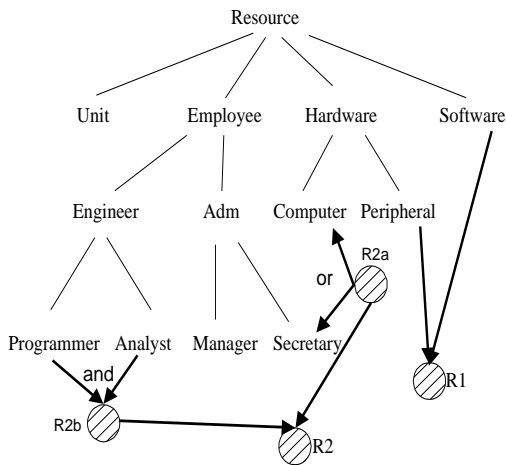 Resource
Unit Employee Hardware Software
Engineer Adm Computer Peripheral
R2a
or
Programmer Analyst Manager Secretary
and
R1
R2b
R2